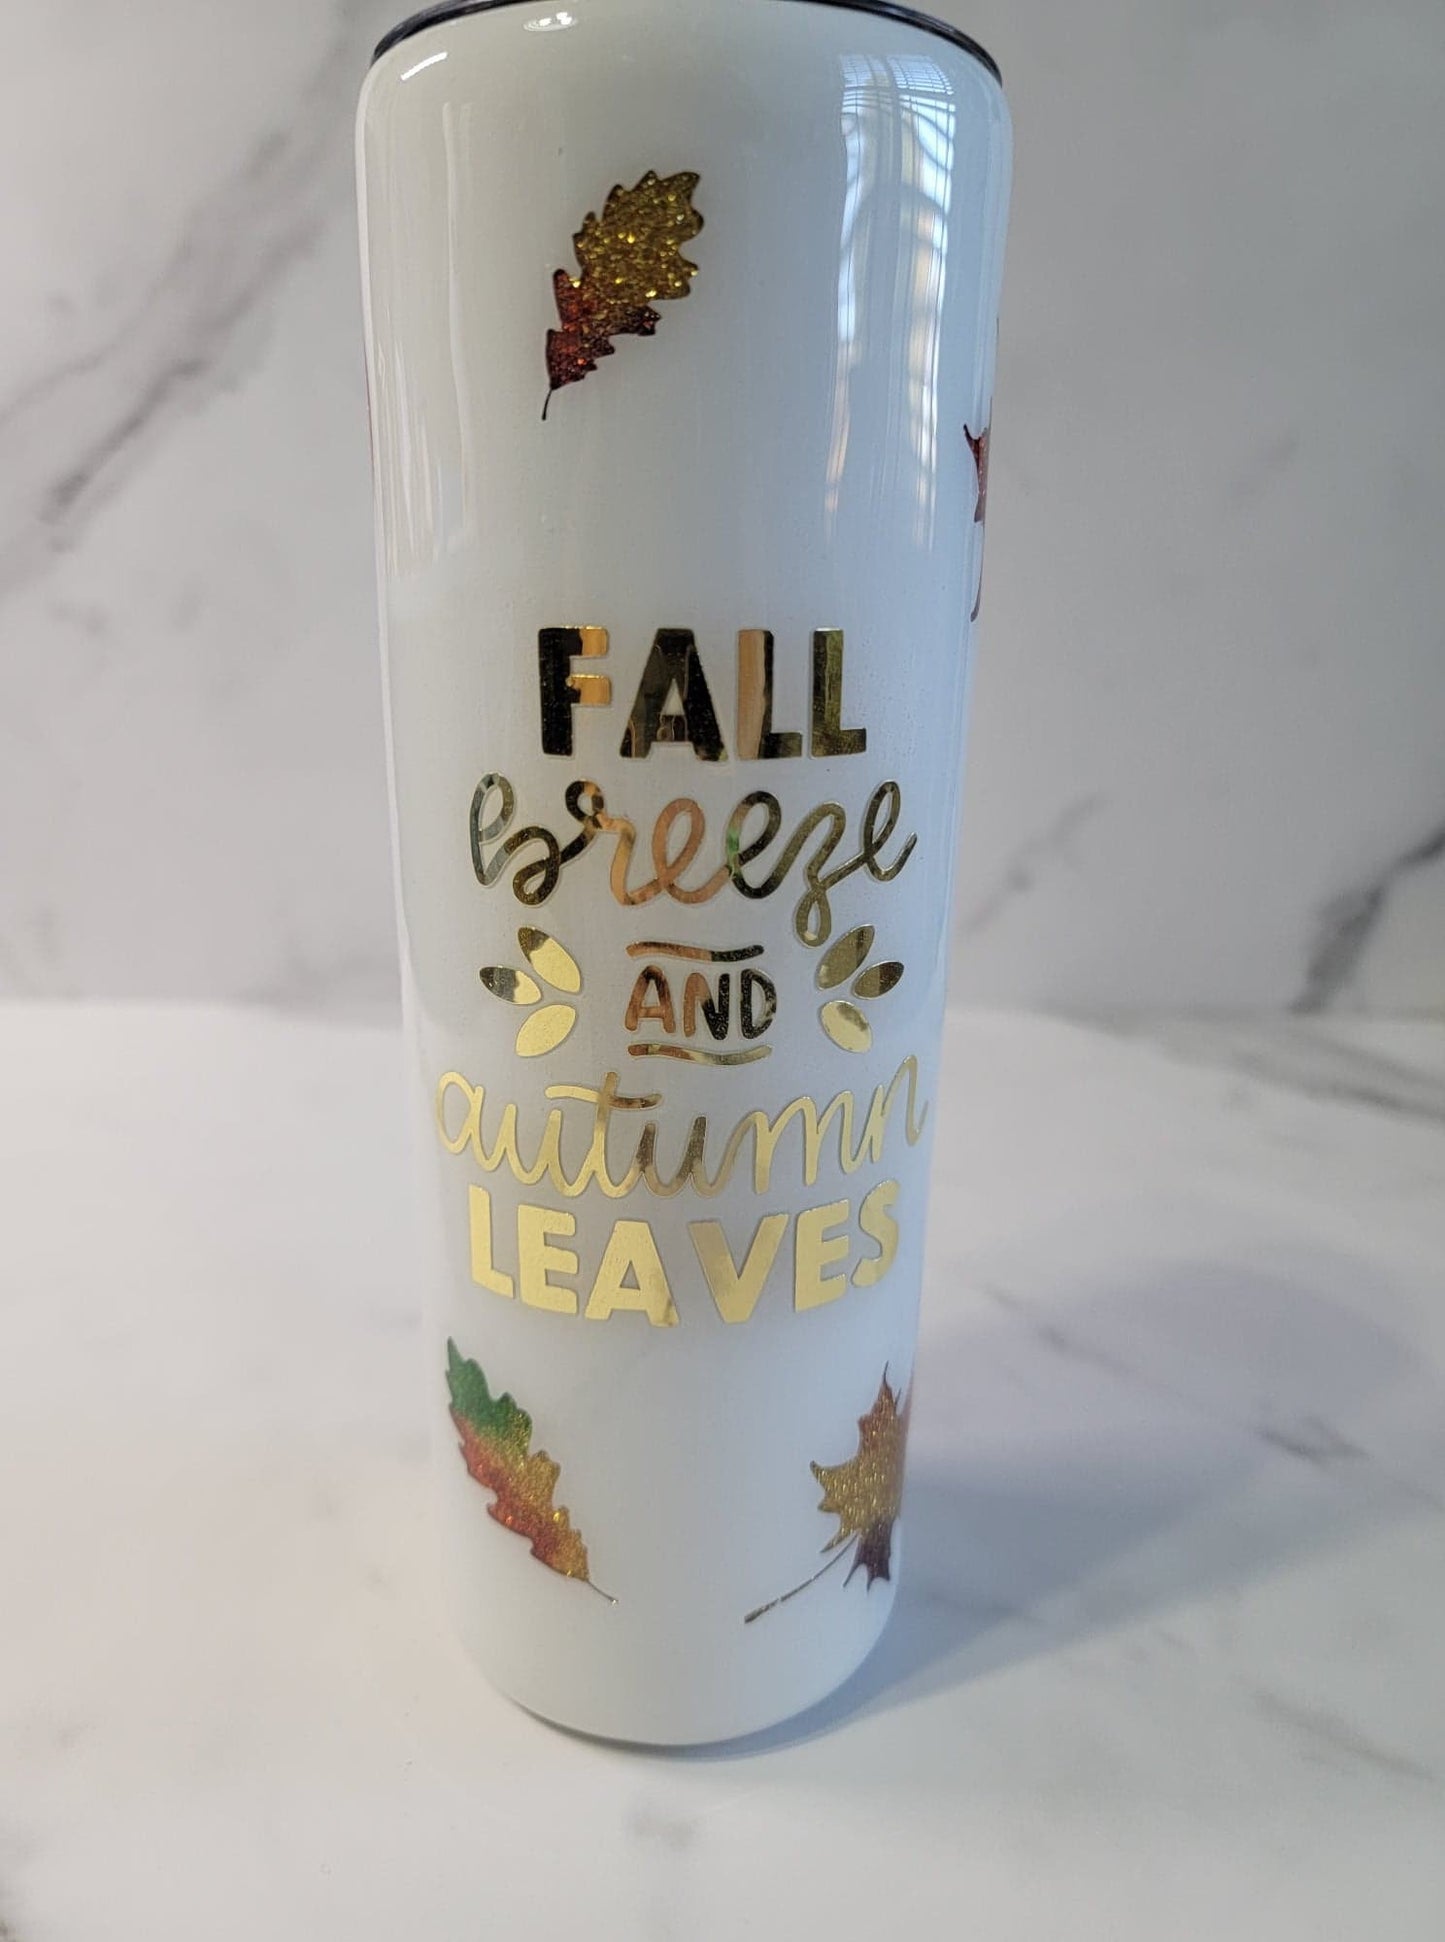 FALL
breeze
AND
autumn
LEAVES